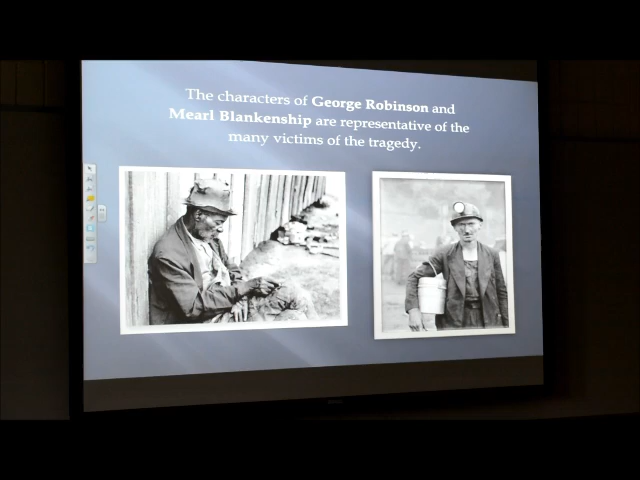 The characters of George Robinson and
Mearl Blankenship are representative of the
many victims of the tragedy.